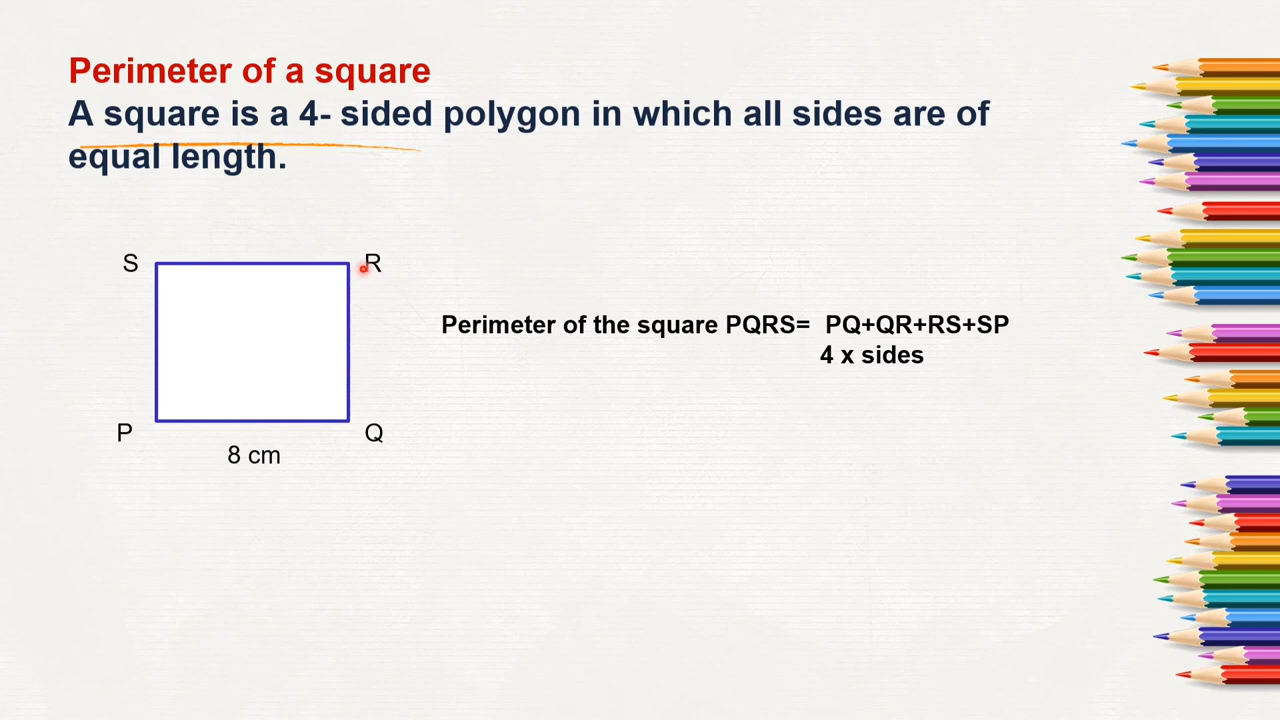 Perimeter of a square
A square is a 4- sided polygon in which all sides are of
equal length.
S
R
Perimeter of the square PQRS= PQ+QR+RS+SP
4 x sides
P
Q
8 cm